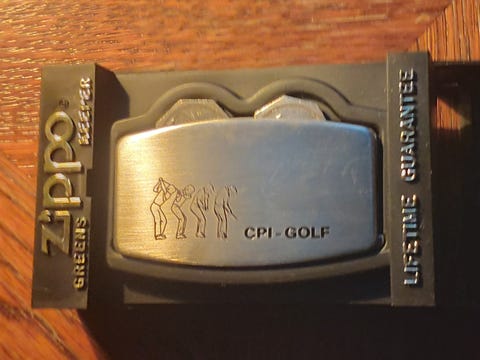 zippo
GREENS KEEPER
CPI-GOLF
LIFETIME GUARANTEE